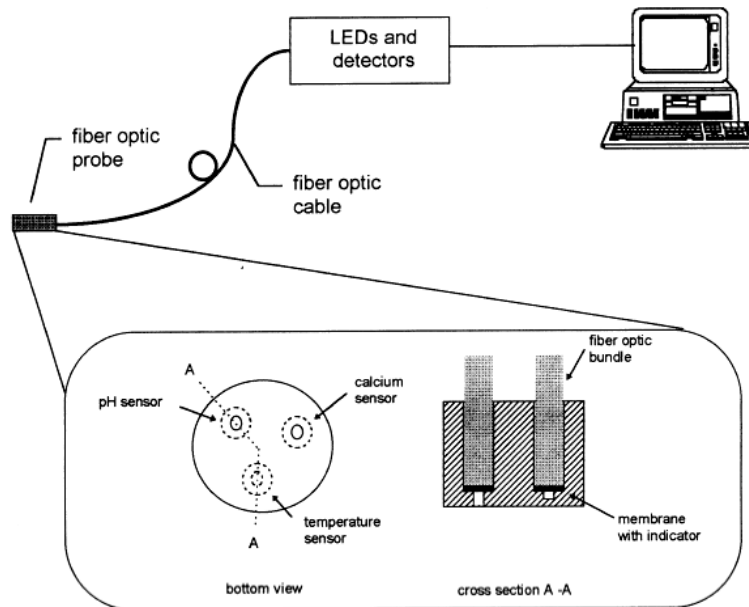 LEDs and
detectors
fiber optic
probe
fiber optic
cable
fiber optic
bundle
A
calcium
sensor
pH sensor
membrane
with indicator
temperature
sensor
A
bottom view
cross section A -A